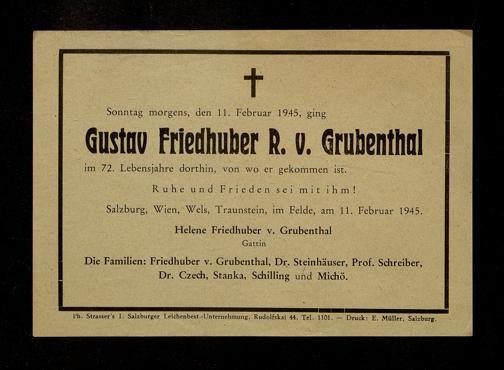 Sonntag morgens, den 11. Februar 1945, ging
Gustav Friedhuber R. v. Grubenthal
im 72. Lebensjahre dorthin, von wo er gekommen ist.
Ruhe und Frieden sei mit ihm!
Salzburg, Wien, Wels, Traunstein, im Felde, am 11. Februar 1945.
Helene Friedhuber v. Grubenthal
Gattin
Die Familien: Friedhuber v. Grubenthal, Dr. Steinhäuser, Prof. Schreiber,
Dr. Czech, Stanka, Schilling und Michö.
Ph. Strasser's I. Salzburger Leichenbest.-Unternehmung, Rudolfskai 44, Tel. 1101. — Druck: E. Müller, Salzburg.